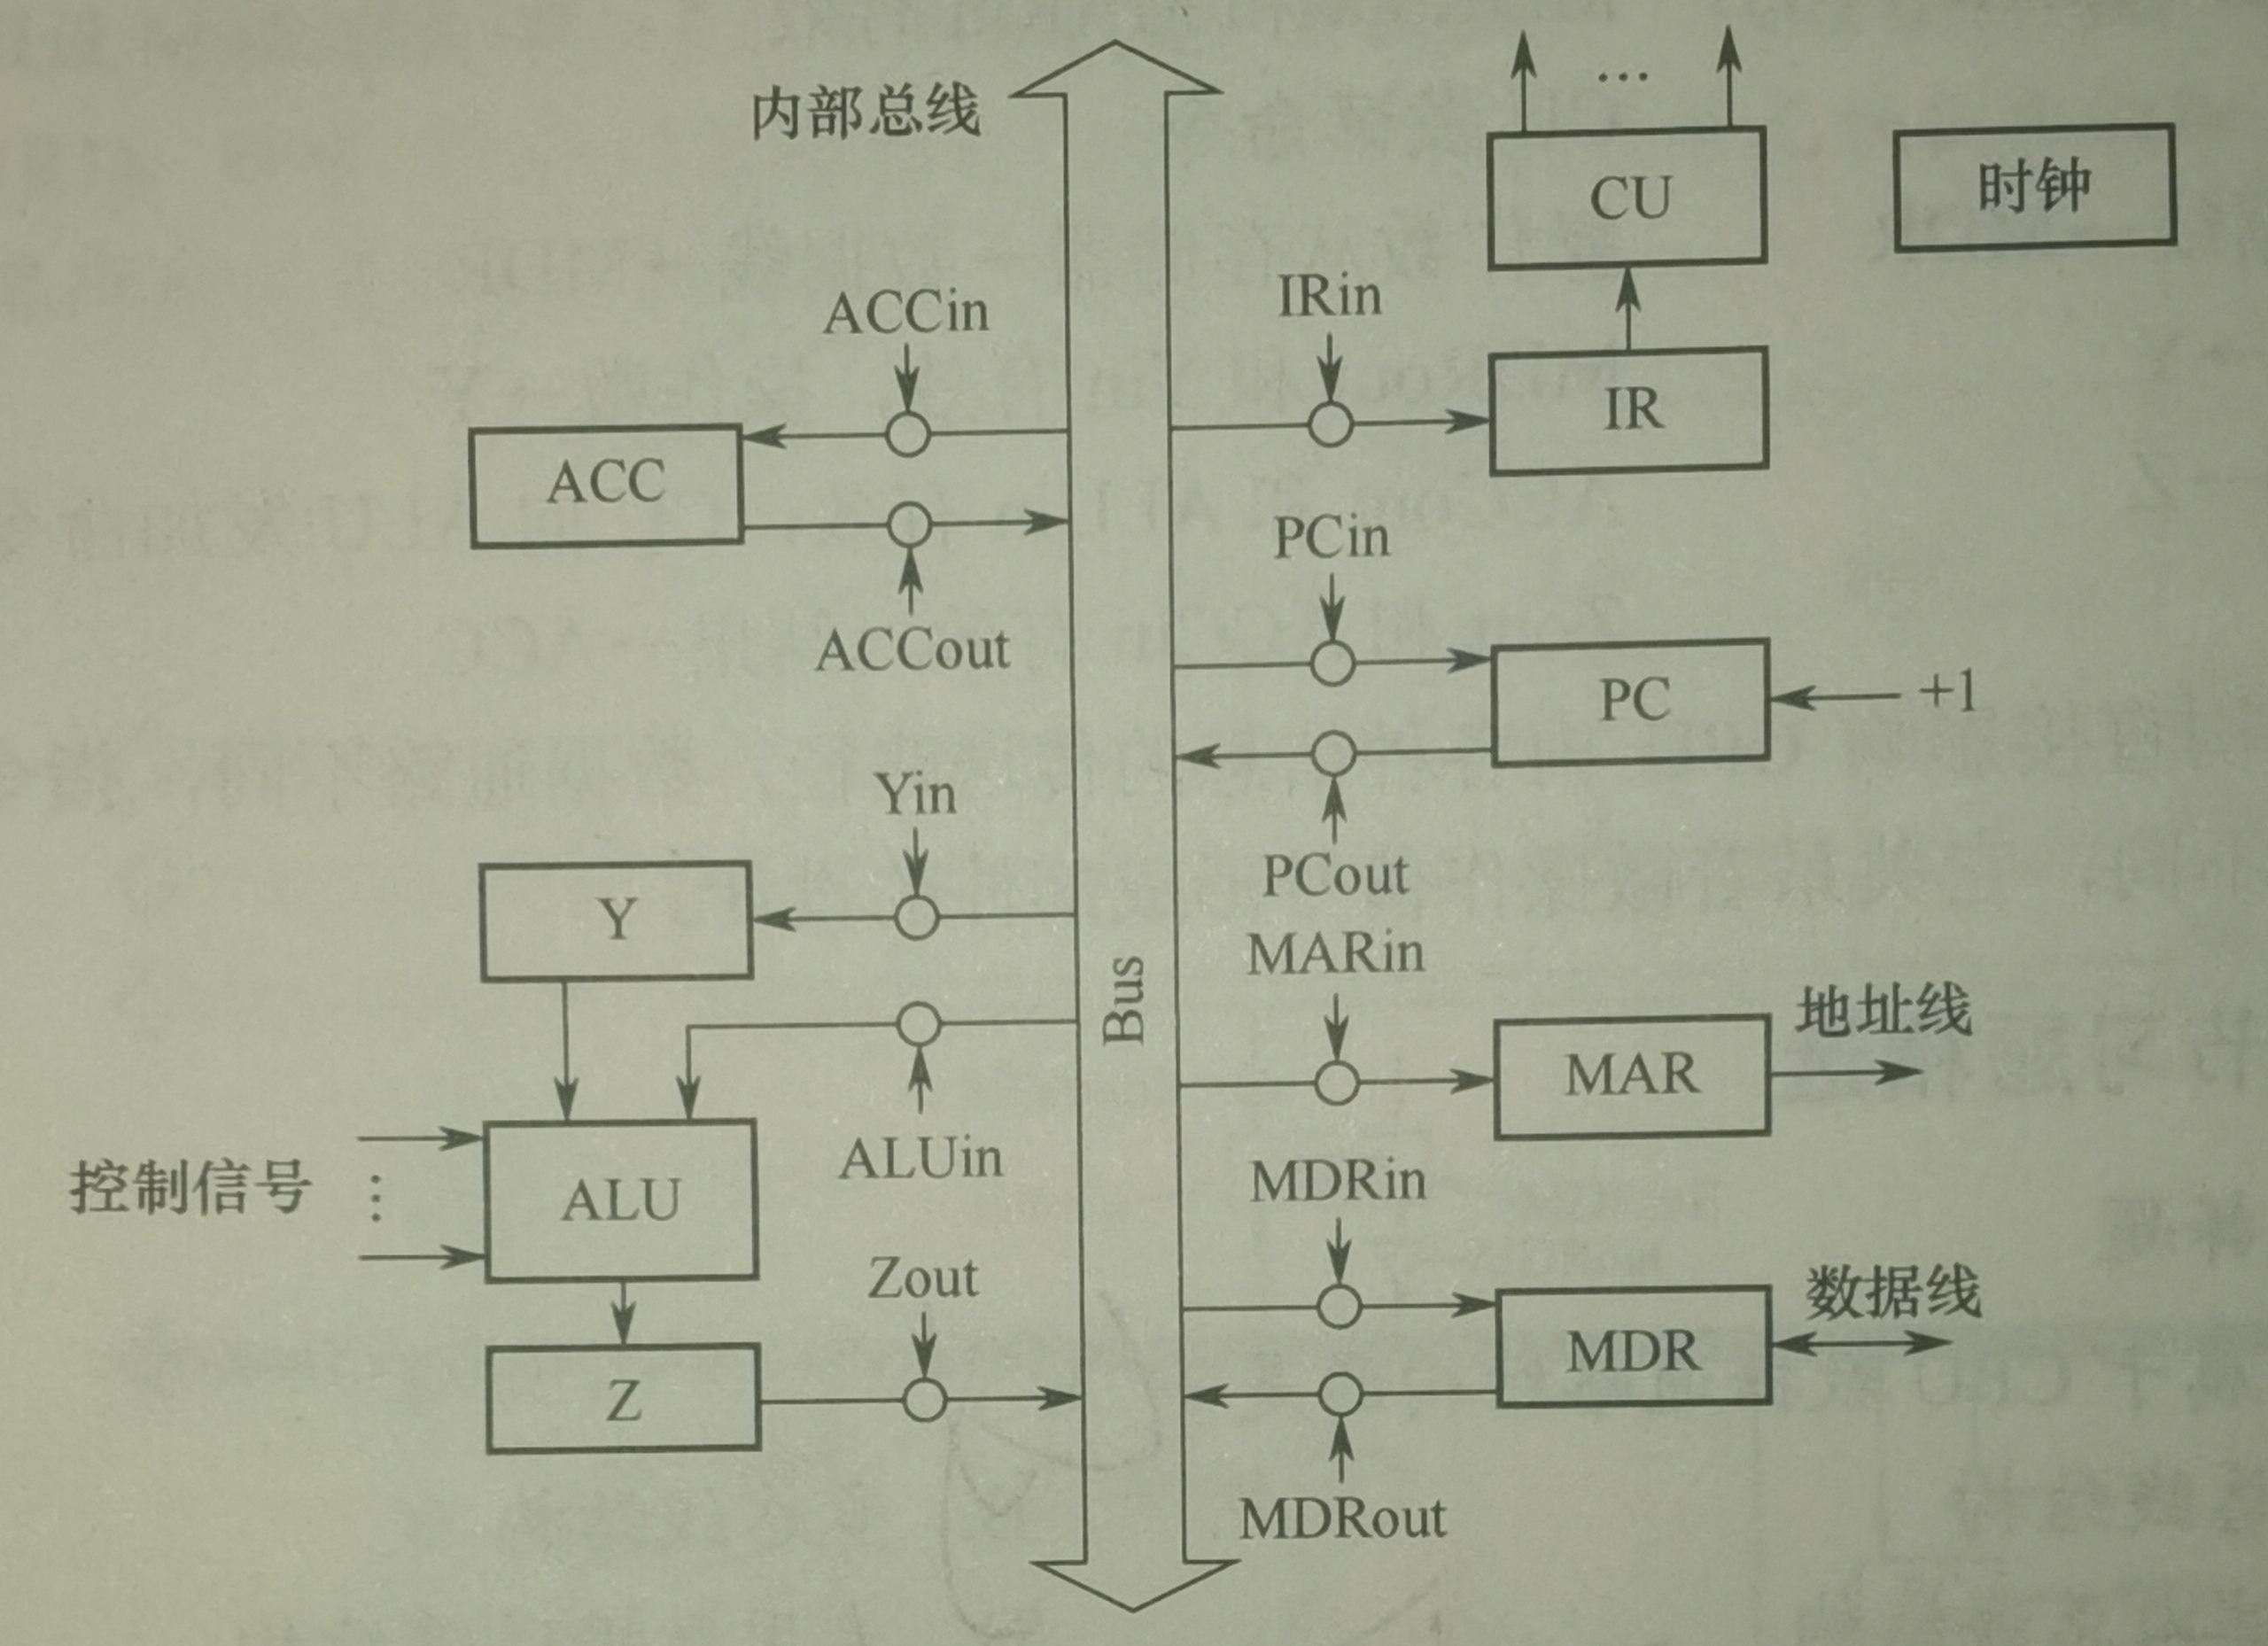 内部总线
…
CU
时钟
ACCin
IRin
ACC
IR
PCin
ACCout
PC
+1
Yin
PCout
Y
MARin
Bus
地址线
MAR
ALUin
MDRin
控制信号
ALU
Zout
数据线
MDR
Z
MDRout